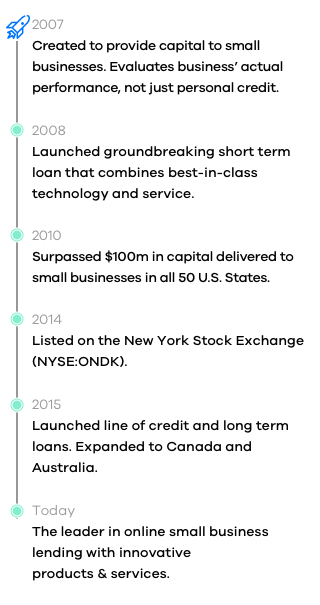 2007
Created to provide capital to small
businesses. Evaluates business’ actual
performance, not just personal credit.
2008
Launched groundbreaking short term
loan that combines best-in-class
technology and service.
2010
Surpassed $100m in capital delivered to
small businesses in all 50 U.S. States.
2014
Listed on the New York Stock Exchange
(NYSE:ONDK).
2015
Launched line of credit and long term
loans. Expanded to Canada and
Australia.
Today
The leader in online small business
lending with innovative
products & services.